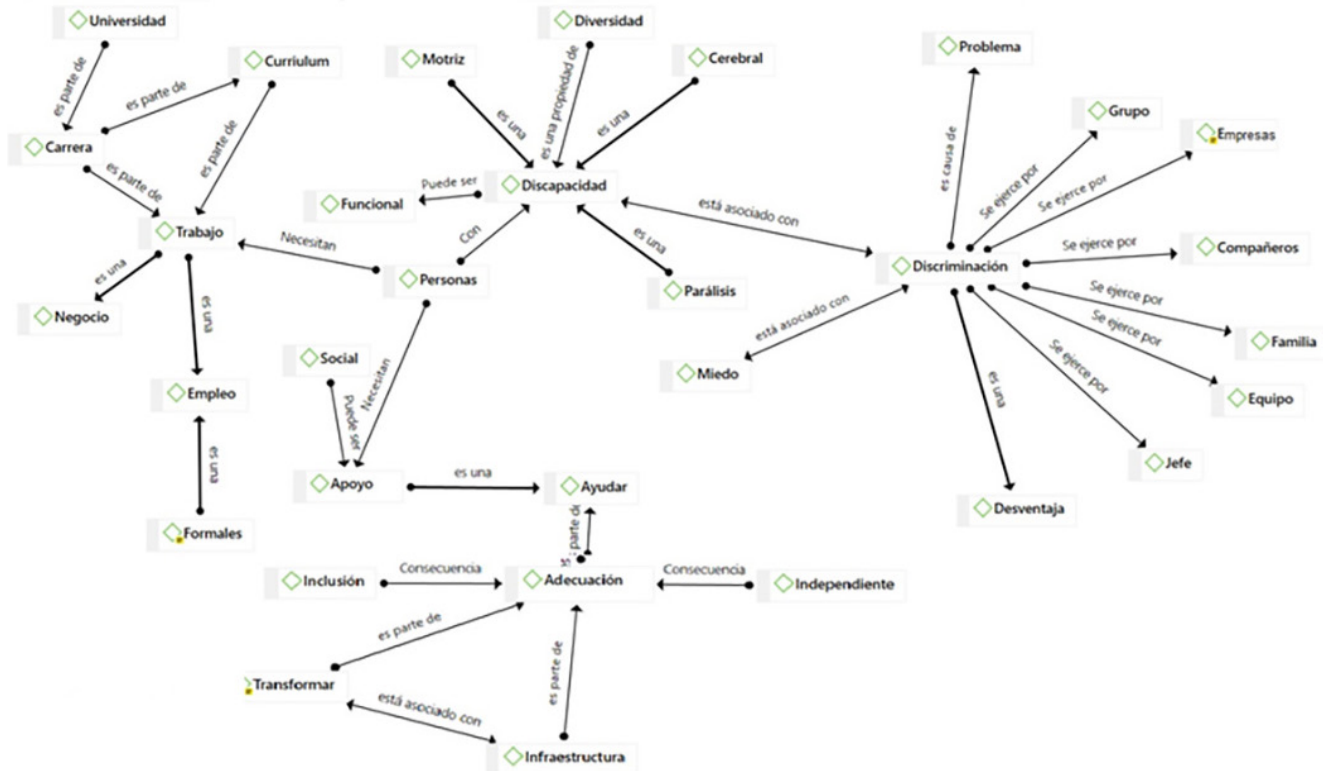 Universidad
Diversidad
Problema
Curriulum
Motriz
Cerebral
es parte de
es parte de
es una
es una propiedad de
es una
es causa de
Grupo
Empresas
Carrera
es parte de
es parte de
Puede ser
Discapacidad
Se ejerce por
Se ejerce por
Funcional
está asociado con
Trabajo
Necesitan
Con
es una
Se ejerce por
Compañeros
es una
Personas
Parálisis
Discriminación
Se ejerce por
Negocio
es una
está asociado con
Se ejerce por
Familia
Social
Necesitan
Miedo
Se ejerce por
Empleo
Puede ser
es una
Equipo
es una
Apoyo
es una
Ayudar
Jefe
Desventaja
Formales
es parte de
Inclusión
Consecuencia
Adecuación
Consecuencia
Independiente
es parte de
Transformar
es parte de
está asociado con
Infraestructura